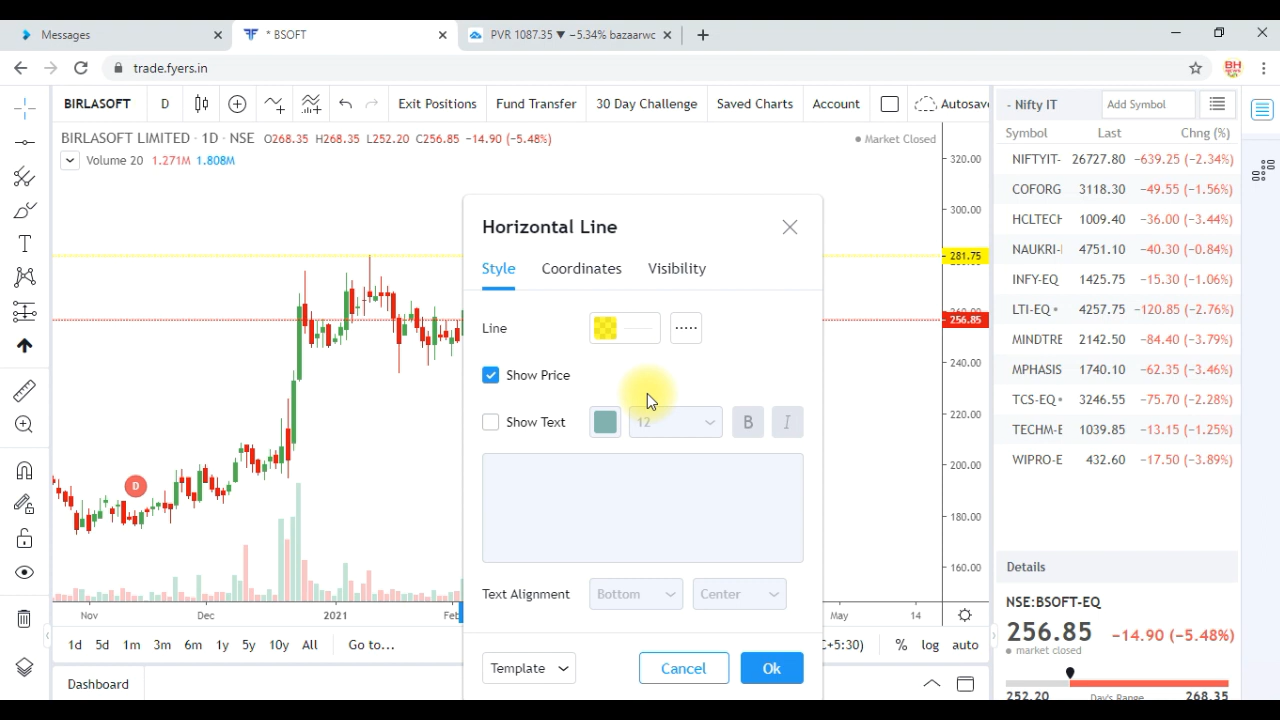 Messages
* BSOFT
PVR 1087.35 ▼ −5.34% bazaarwc
trade.fyers.in
BIRLASOFT D Exit Positions Fund Transfer 30 Day Challenge Saved Charts Account Autosave
BIRLASOFT LIMITED · 1D · NSE O268.35 H268.35 L252.20 C256.85 −14.90 (−5.48%)
Market Closed
Volume 20 1.271M 1.808M
320.00
300.00
281.75
256.85
240.00
220.00
200.00
180.00
160.00
D
Nov Dec 2021 Feb May 14
1d 5d 1m 3m 6m 1y 5y 10y All Go to... C+5:30) % log auto
Dashboard
Horizontal Line
Style Coordinates Visibility
Line
Show Price
Show Text 12 B I
Text Alignment Bottom Center
Template Cancel Ok
- Nifty IT Add Symbol
Symbol Last Chng (%)
NIFTYIT- 26727.80 -639.25 (-2.34%)
COFORG 3118.30 -49.55 (-1.56%)
HCLTECH 1009.40 -36.00 (-3.44%)
NAUKRI- 4751.10 -40.30 (-0.84%)
INFY-EQ 1425.75 -15.30 (-1.06%)
LTI-EQ 4257.75 -120.85 (-2.76%)
MINDTRE 2142.50 -84.40 (-3.79%)
MPHASIS 1740.10 -62.35 (-3.46%)
TCS-EQ 3246.55 -75.70 (-2.28%)
TECHM-E 1039.85 -13.15 (-1.25%)
WIPRO-E 432.60 -17.50 (-3.89%)
Details
NSE:BSOFT-EQ
256.85 -14.90 (-5.48%)
market closed
252.20 Day's Range 268.35